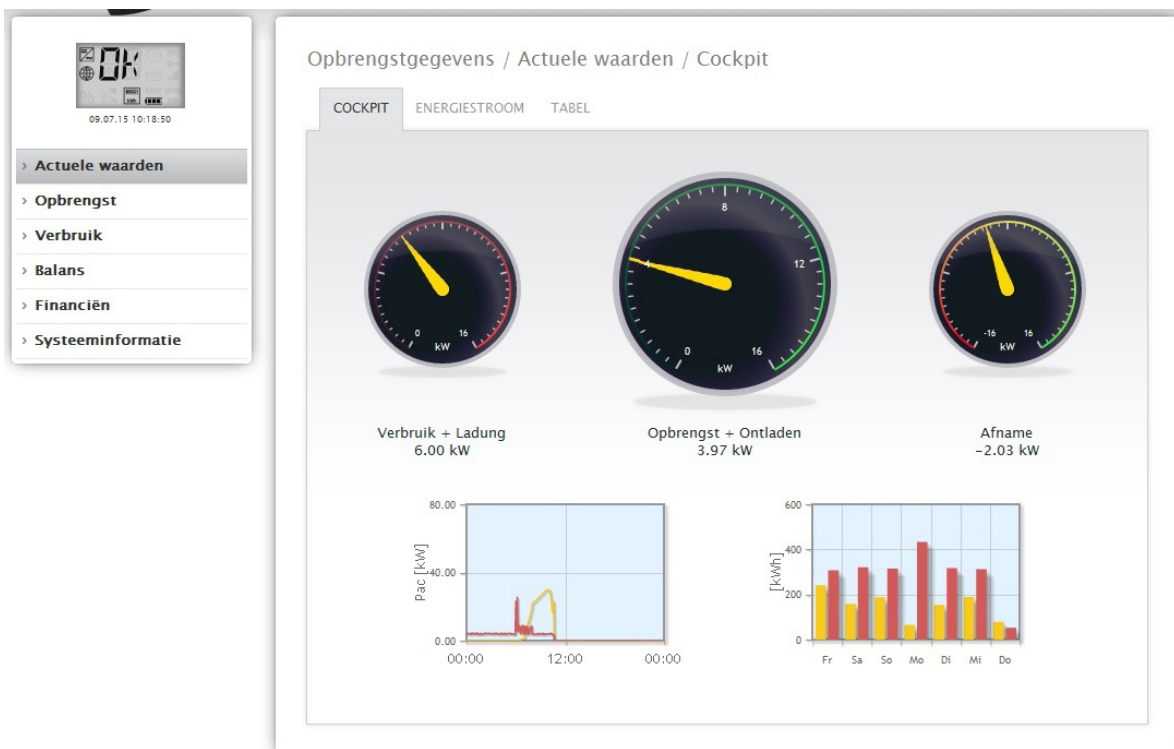 OK
09.07.15 10:18:50
› Actuele waarden
› Opbrengst
› Verbruik
› Balans
› Financiën
› Systeeminformatie
Opbrengstgegevens / Actuele waarden / Cockpit
COCKPIT ENERGIESTROOM TABEL
0 16
kW
4 8 12
0 16
kW
-16 16
kW
Verbruik + Ladung
6.00 kW
Opbrengst + Ontladen
3.97 kW
Afname
-2.03 kW
Pac [kW]
80.00
40.00
0.00
00:00 12:00 00:00
[kWh]
600
400
200
0
Fr Sa So Mo Di Mi Do